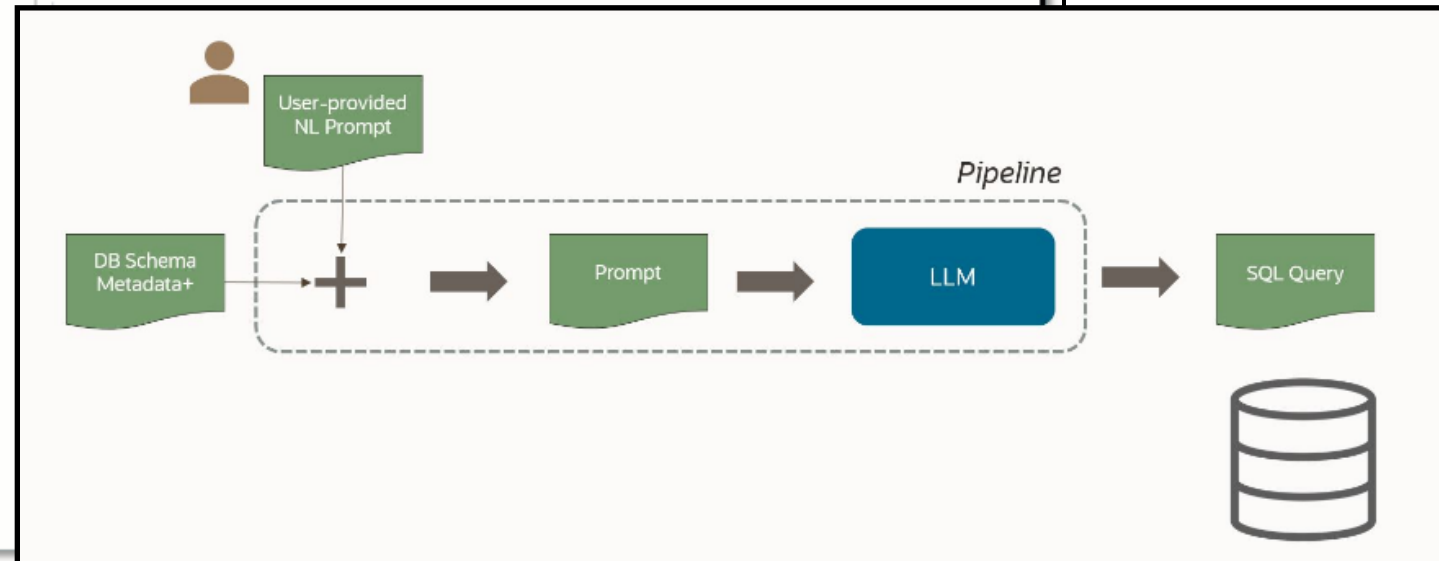 User-provided
NL Prompt
Pipeline
DB Schema
Metadata+
Prompt
LLM
SQL Query